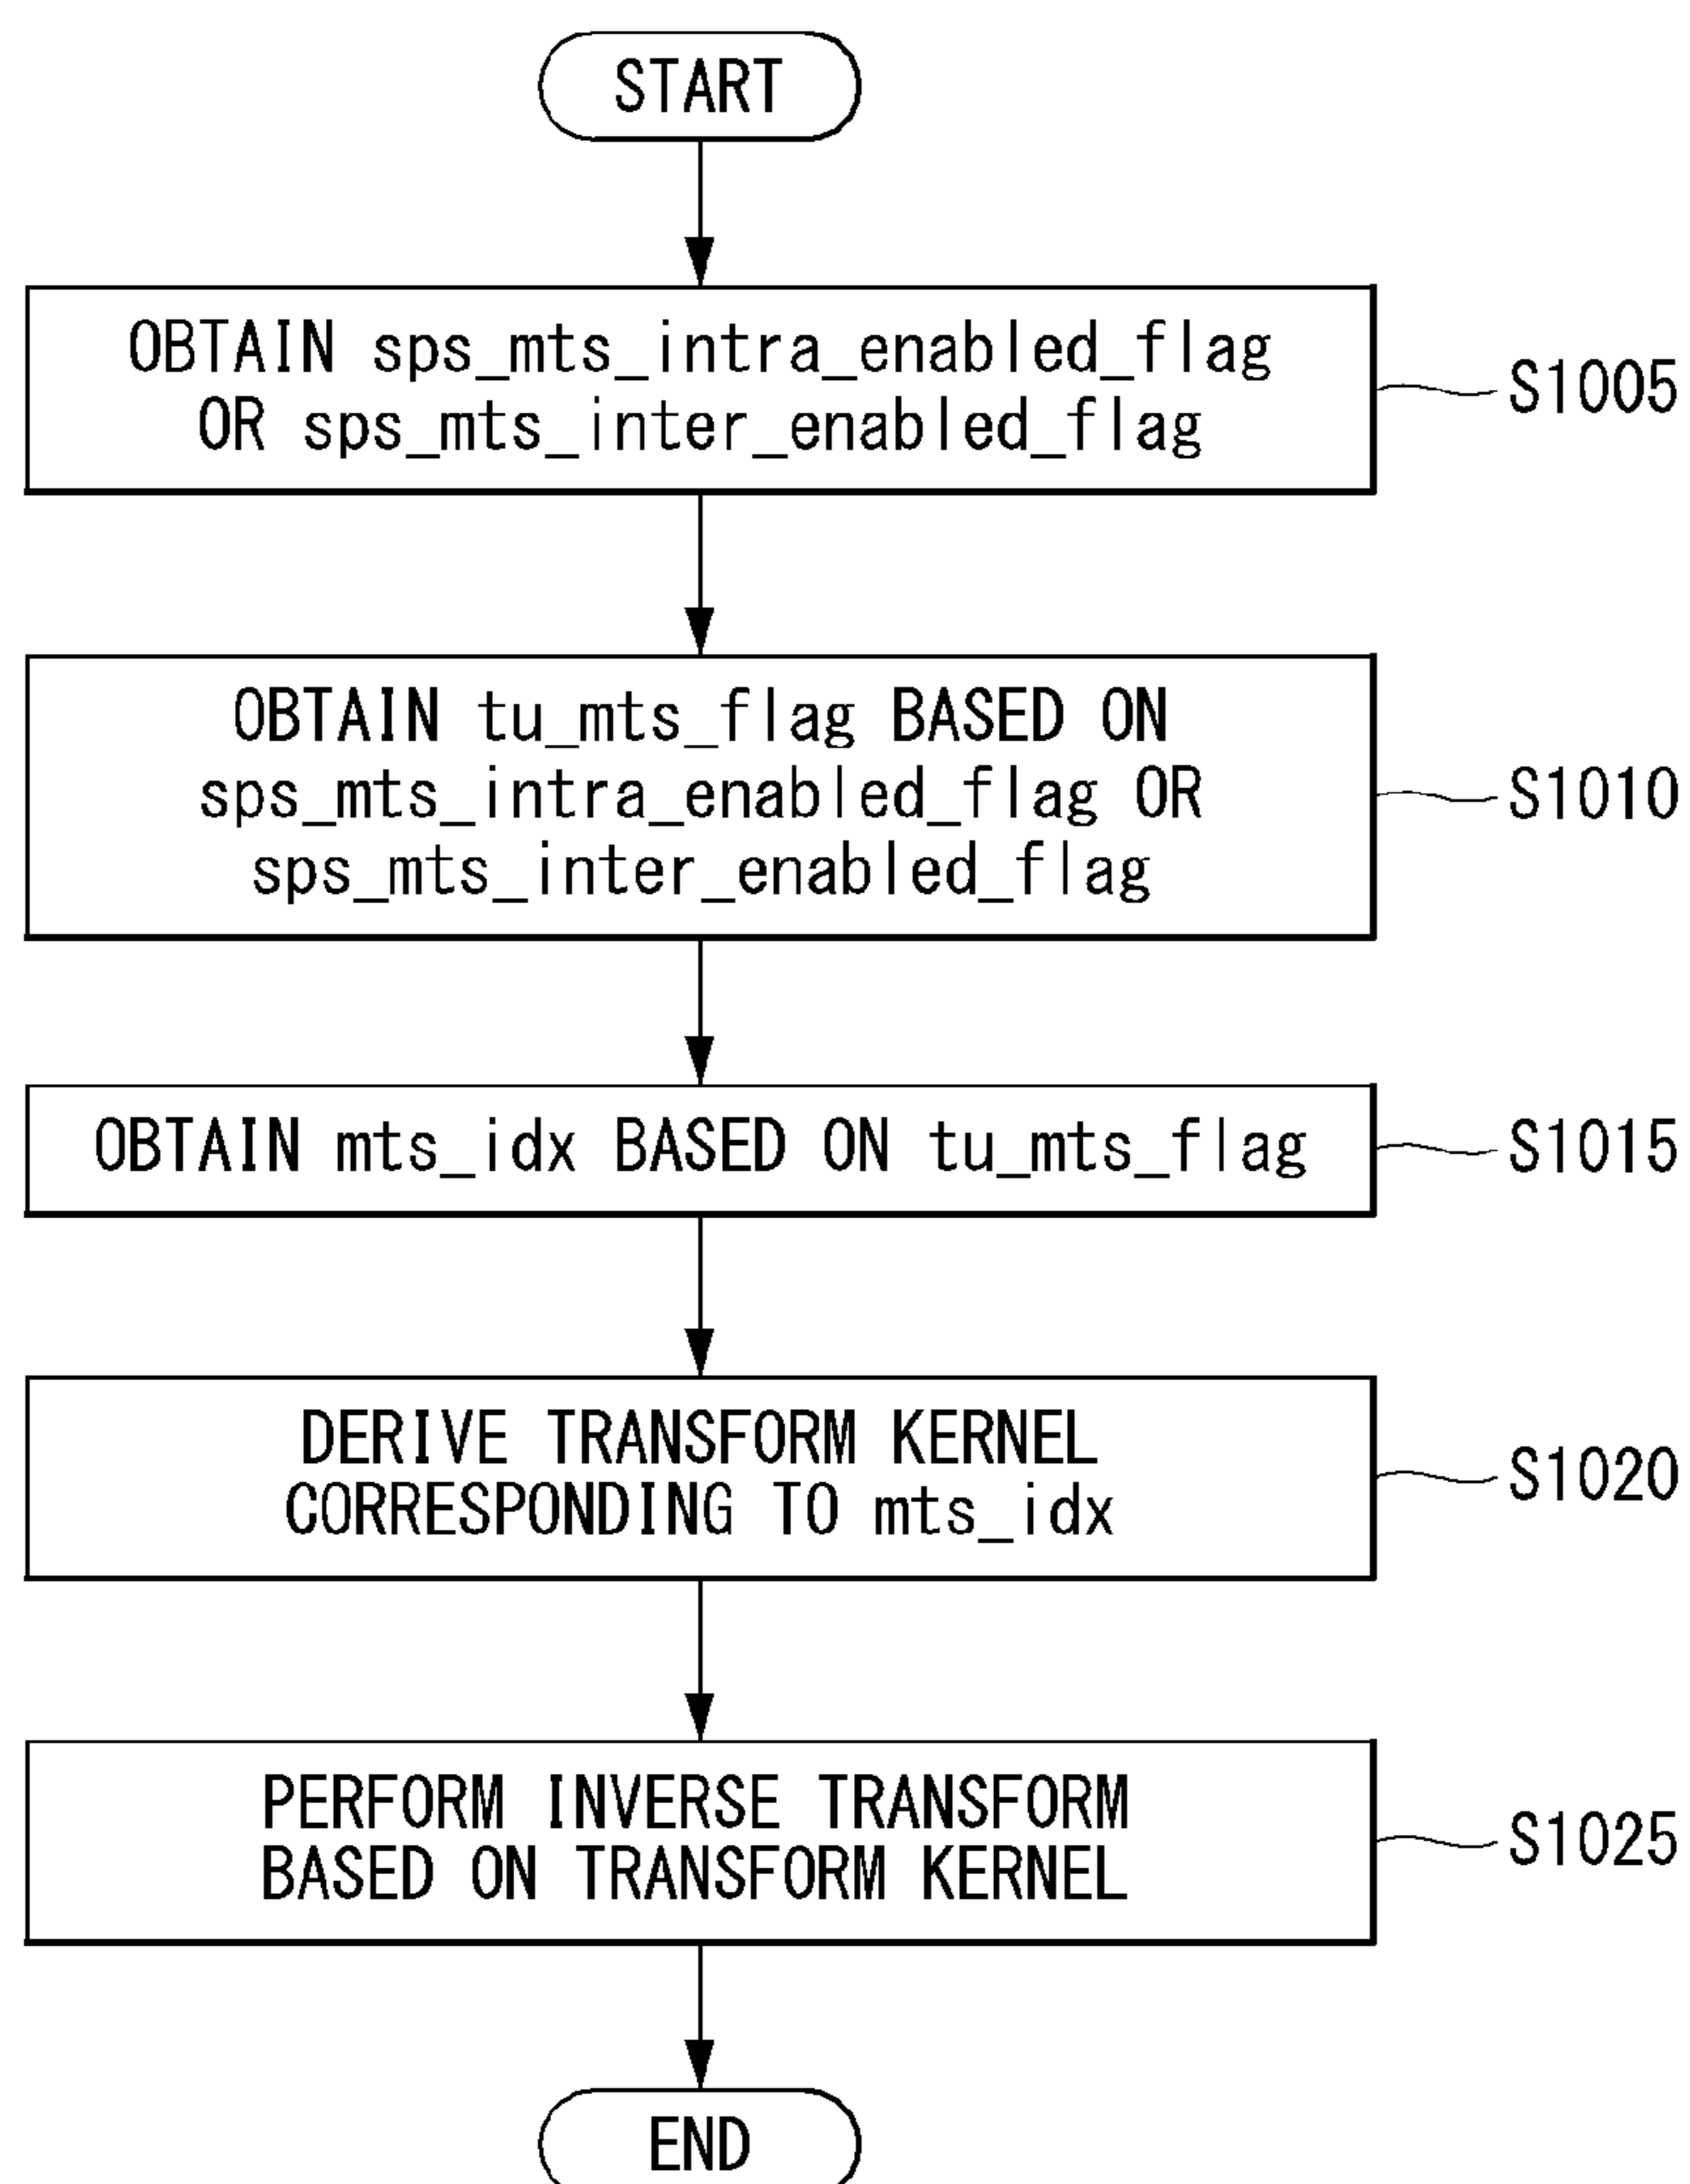 START
OBTAIN sps_mts_intra_enabled_flag
OR sps_mts_inter_enabled_flag
S1005
OBTAIN tu_mts_flag BASED ON
sps_mts_intra_enabled_flag OR
sps_mts_inter_enabled_flag
S1010
OBTAIN mts_idx BASED ON tu_mts_flag
S1015
DERIVE TRANSFORM KERNEL
CORRESPONDING TO mts_idx
S1020
PERFORM INVERSE TRANSFORM
BASED ON TRANSFORM KERNEL
S1025
END